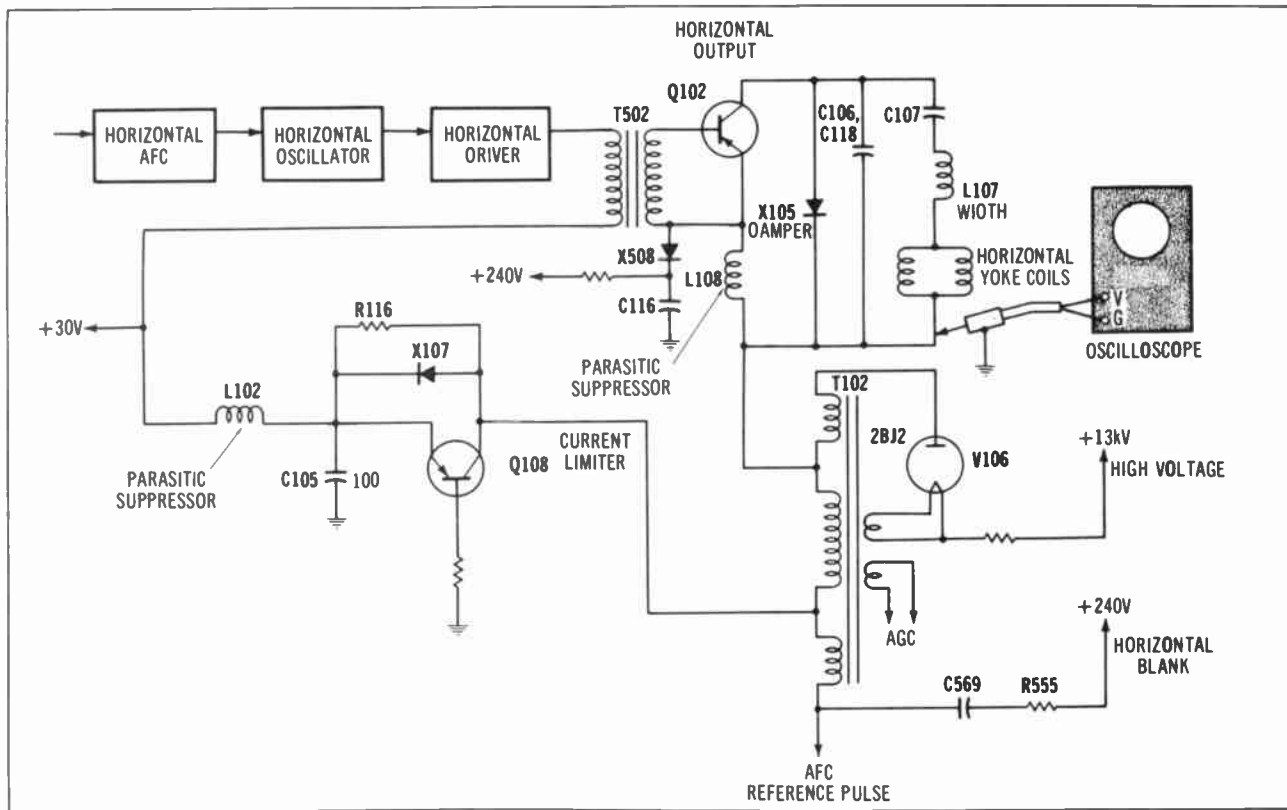 HORIZONTAL
OUTPUT
Q102
T502
HORIZONTAL
AFC
HORIZONTAL
OSCILLATOR
HORIZONTAL
ORIVER
C106,
C118
C107
L107
WIOTH
X105
OAMPER
HORIZONTAL
YOKE COILS
V
G
OSCILLOSCOPE
X508
+240V
L108
C116
PARASITIC
SUPPRESSOR
+30V
R116
X107
L102
PARASITIC
SUPPRESSOR
C105
100
Q108
CURRENT
LIMITER
T102
2BJ2
V106
+13kV
HIGH VOLTAGE
AGC
+240V
HORIZONTAL
BLANK
C569
R555
AFC
REFERENCE PULSE